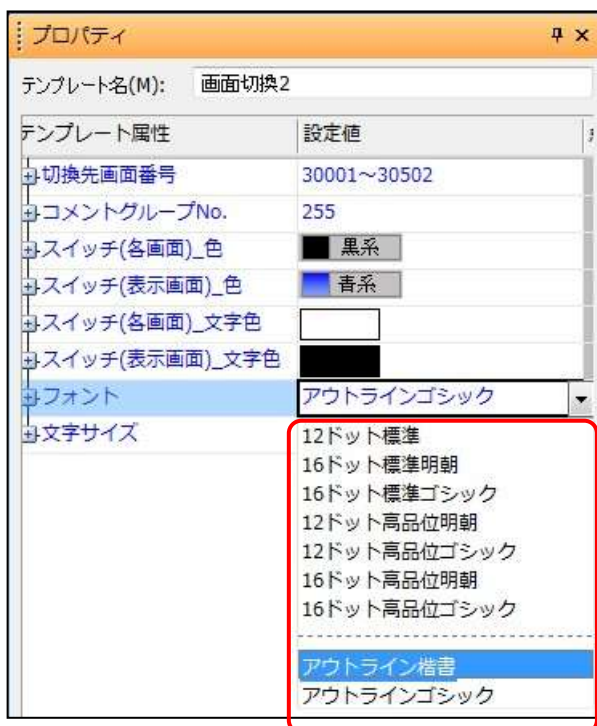 プロパティ
テンプレート名(M): 画面切換2
テンプレート属性 設定値
切換先画面番号 30001~30502
コメントグループNo. 255
スイッチ(各画面)_色 黒系
スイッチ(表示画面)_色 青系
スイッチ(各画面)_文字色
スイッチ(表示画面)_文字色
フォント アウトラインゴシック
文字サイズ
12ドット標準
16ドット標準明朝
16ドット標準ゴシック
12ドット高品位明朝
12ドット高品位ゴシック
16ドット高品位明朝
16ドット高品位ゴシック
アウトライン楷書
アウトラインゴシック